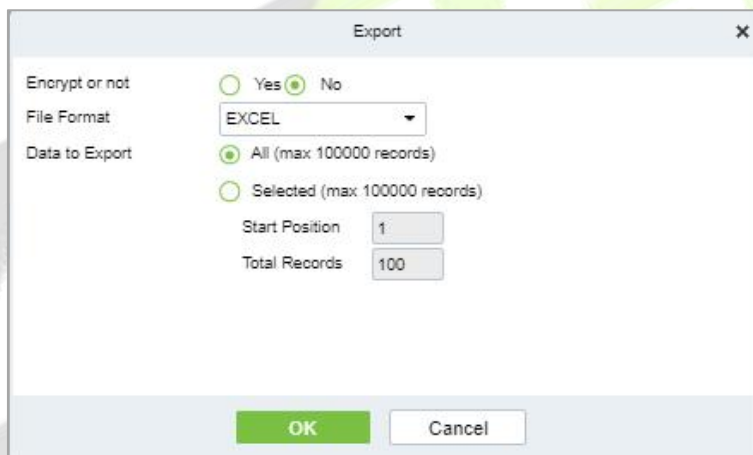 Export
Encrypt or not Yes No
File Format EXCEL
Data to Export All (max 100000 records)
Selected (max 100000 records)
Start Position 1
Total Records 100
OK Cancel